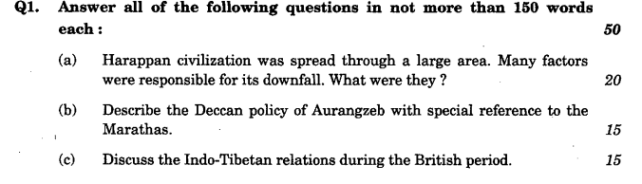 Q1. Answer all of the following questions in not more than 150 words
each : 50
(a) Harappan civilization was spread through a large area. Many factors
were responsible for its downfall. What were they ? 20
(b) Describe the Deccan policy of Aurangzeb with special reference to the
Marathas. 15
(c) Discuss the Indo-Tibetan relations during the British period. 15